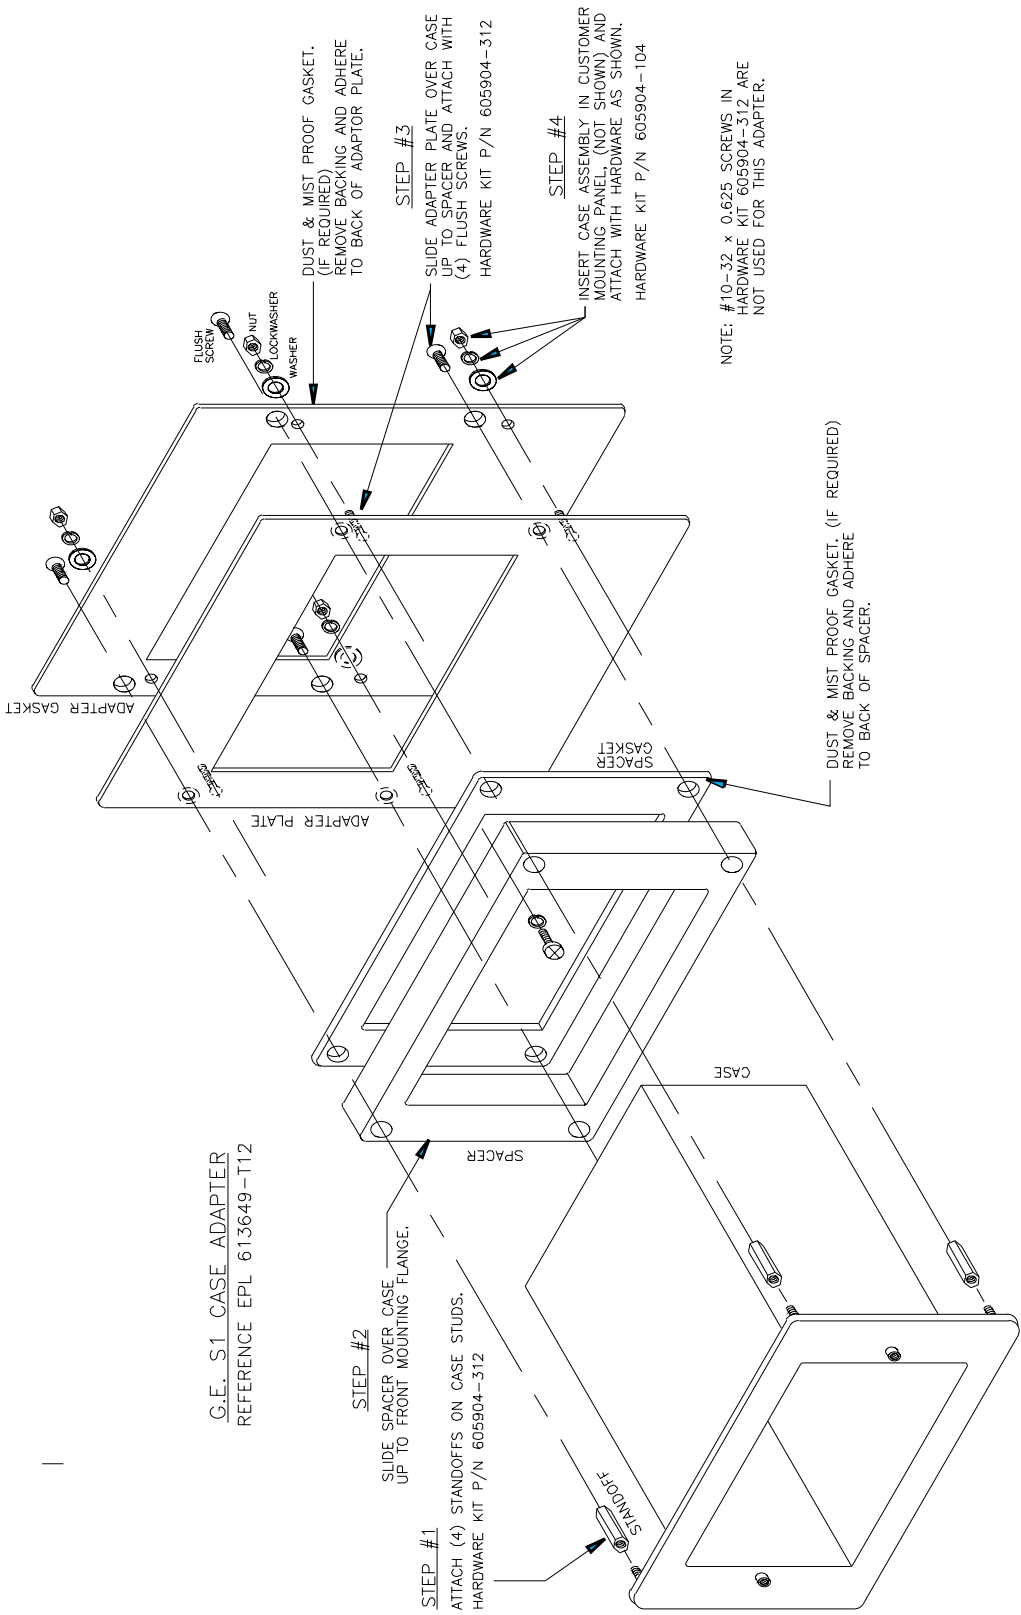 G.E. S1 CASE ADAPTER
REFERENCE EPL 613649-T12
STEP #1
ATTACH (4) STANDOFFS ON CASE STUDS.
HARDWARE KIT P/N 605904-312
STANDOFF
STEP #2
SLIDE SPACER OVER CASE
UP TO FRONT MOUNTING FLANGE.
SPACER
CASE
SPACER
GASKET
DUST & MIST PROOF GASKET. (IF REQUIRED)
REMOVE BACKING AND ADHERE
TO BACK OF SPACER.
ADAPTER PLATE
ADAPTER GASKET
FLUSH
SCREW
NUT
LOCKWASHER
WASHER
DUST & MIST PROOF GASKET.
(IF REQUIRED)
REMOVE BACKING AND ADHERE
TO BACK OF ADAPTOR PLATE.
STEP #3
SLIDE ADAPTER PLATE OVER CASE
UP TO SPACER AND ATTACH WITH
(4) FLUSH SCREWS.
HARDWARE KIT P/N 605904-312
STEP #4
INSERT CASE ASSEMBLY IN CUSTOMER
MOUNTING PANEL, (NOT SHOWN) AND
ATTACH WITH HARDWARE AS SHOWN.
HARDWARE KIT P/N 605904-104
NOTE: #10-32 x 0.625 SCREWS IN
HARDWARE KIT 605904-312 ARE
NOT USED FOR THIS ADAPTER.